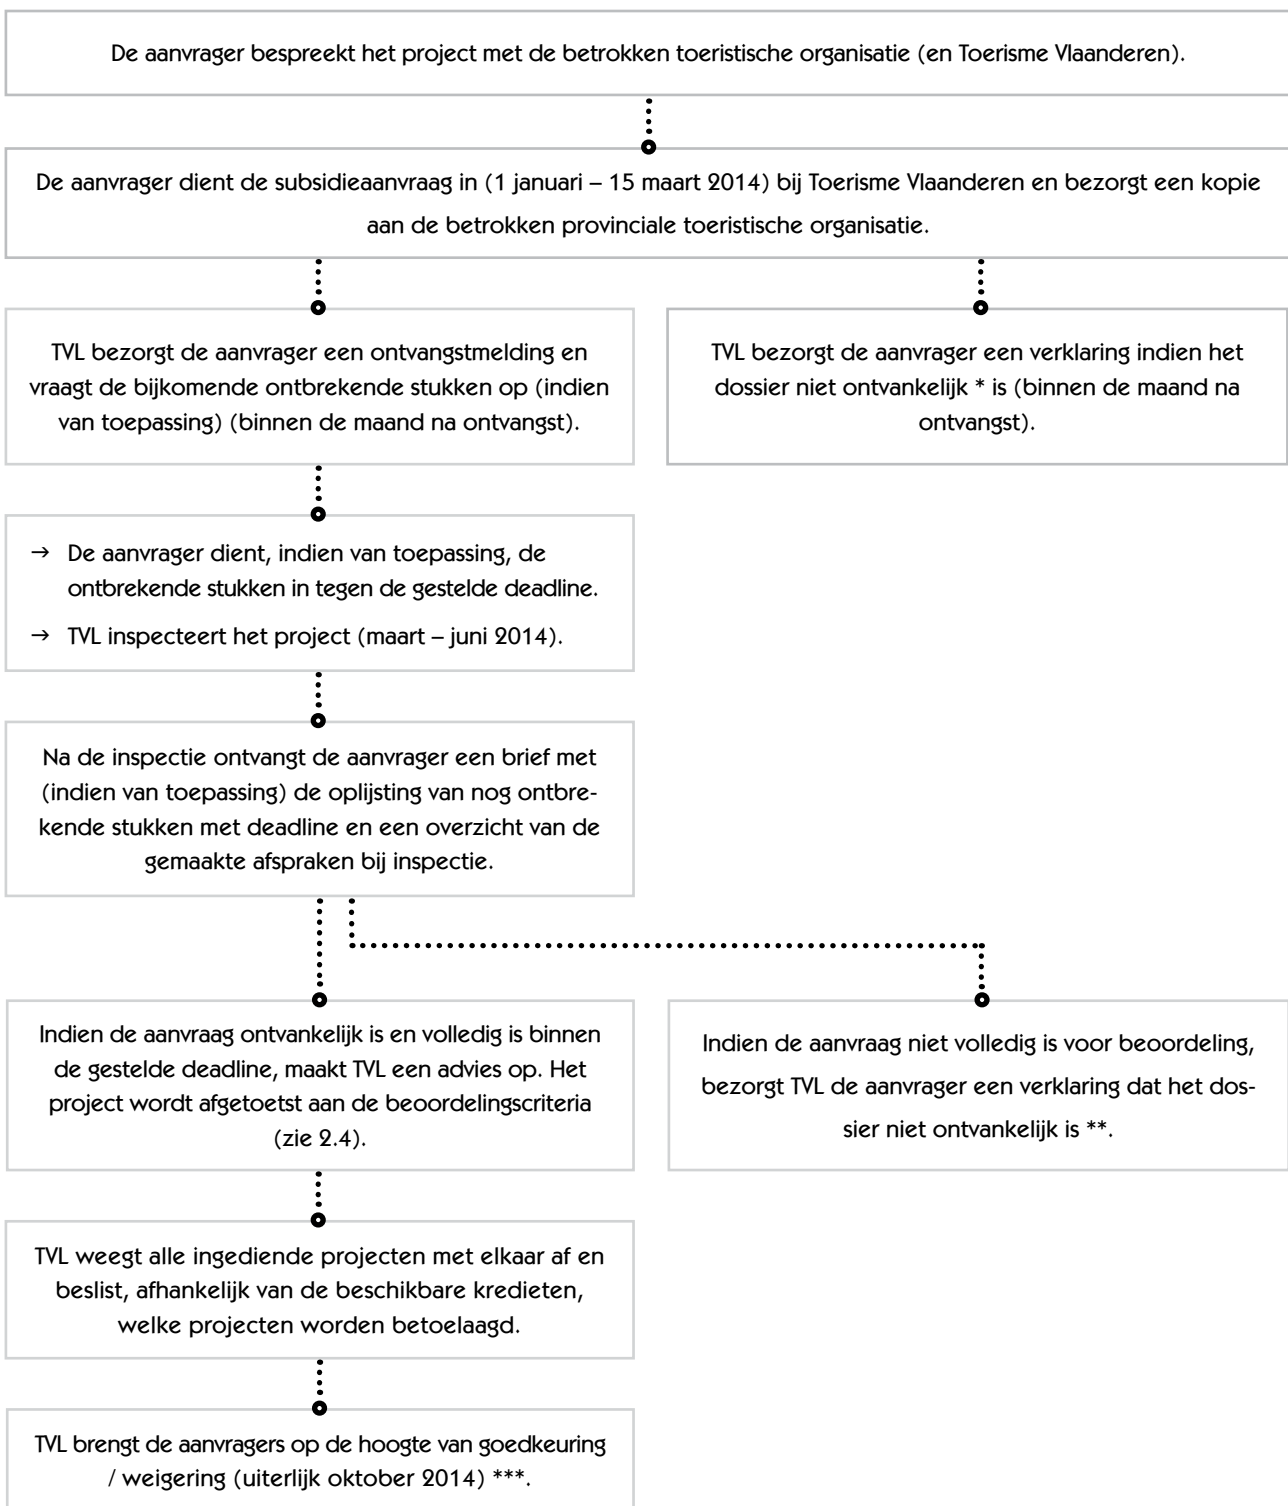 De aanvrager bespreekt het project met de betrokken toeristische organisatie (en Toerisme Vlaanderen).
De aanvrager dient de subsidieaanvraag in (1 januari – 15 maart 2014) bij Toerisme Vlaanderen en bezorgt een kopie
aan de betrokken provinciale toeristische organisatie.
TVL bezorgt de aanvrager een ontvangstmelding en
vraagt de bijkomende ontbrekende stukken op (indien
van toepassing) (binnen de maand na ontvangst).
TVL bezorgt de aanvrager een verklaring indien het
dossier niet ontvankelijk * is (binnen de maand na
ontvangst).
→ De aanvrager dient, indien van toepassing, de
ontbrekende stukken in tegen de gestelde deadline.
→ TVL inspecteert het project (maart – juni 2014).
Na de inspectie ontvangt de aanvrager een brief met
(indien van toepassing) de oplijsting van nog ontbre-
kende stukken met deadline en een overzicht van de
gemaakte afspraken bij inspectie.
Indien de aanvraag ontvankelijk is en volledig is binnen
de gestelde deadline, maakt TVL een advies op. Het
project wordt afgetoetst aan de beoordelingscriteria
(zie 2.4).
Indien de aanvraag niet volledig is voor beoordeling,
bezorgt TVL de aanvrager een verklaring dat het dos-
sier niet ontvankelijk is **.
TVL weegt alle ingediende projecten met elkaar af en
beslist, afhankelijk van de beschikbare kredieten,
welke projecten worden betoelaagd.
TVL brengt de aanvragers op de hoogte van goedkeuring
/ weigering (uiterlijk oktober 2014) ***.